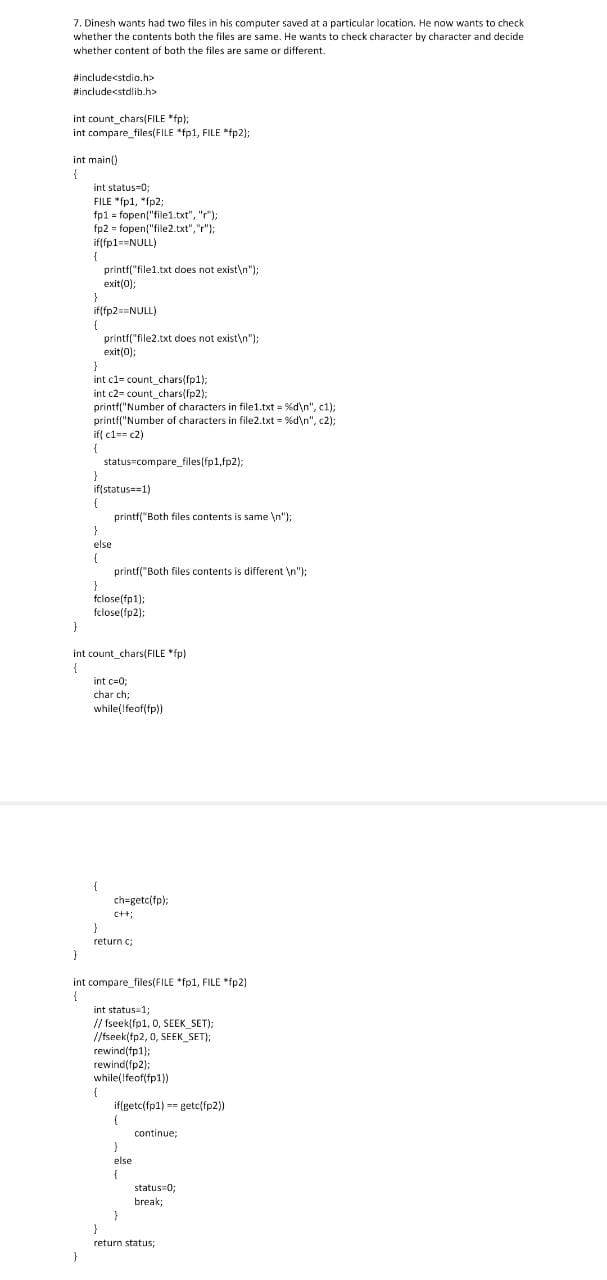 7. Dinesh wants had two files in his computer saved at a particular location. He now wants to check
whether the contents both the files are same. He wants to check character by character and decide
whether content of both the files are same or different.
#include<stdio.h>
#include<stdlib.h>
int count_chars(FILE *fp);
int compare_files(FILE *fp1, FILE *fp2);
int main()
{
int status=0;
FILE *fp1, *fp2;
fp1 = fopen("file1.txt", "r");
fp2 = fopen("file2.txt","r");
if(fp1==NULL)
{
printf("file1.txt does not exist\n");
exit(0);
}
if(fp2==NULL)
{
printf("file2.txt does not exist\n");
exit(0);
}
int c1= count_chars(fp1);
int c2= count_chars(fp2);
printf("Number of characters in file1.txt = %d\n", c1);
printf("Number of characters in file2.txt = %d\n", c2);
if( c1== c2)
{
status=compare_files(fp1,fp2);
}
if(status==1)
{
printf("Both files contents is same \n");
}
else
{
printf("Both files contents is different \n");
}
fclose(fp1);
fclose(fp2);
}
int count_chars(FILE *fp)
{
int c=0;
char ch;
while(!feof(fp))
{
ch=getc(fp);
c++;
}
return c;
}
int compare_files(FILE *fp1, FILE *fp2)
{
int status=1;
// fseek(fp1, 0, SEEK_SET);
//fseek(fp2, 0, SEEK_SET);
rewind(fp1);
rewind(fp2);
while(!feof(fp1))
{
if(getc(fp1) == getc(fp2))
{
continue;
}
else
{
status=0;
break;
}
}
return status;
}